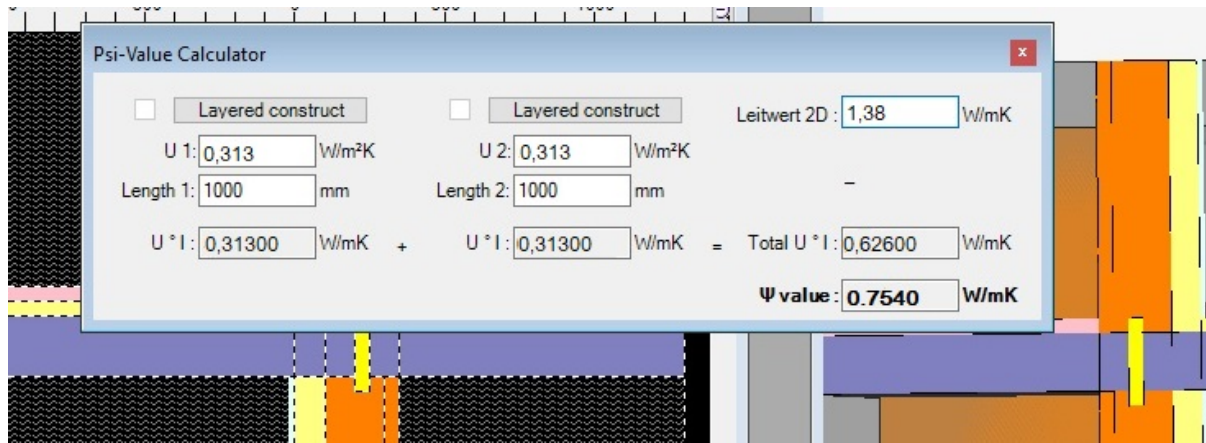 Psi-Value Calculator x
Layered construct Layered construct Leitwert 2D : 1,38 W/mK
U 1: 0,313 W/m²K U 2: 0,313 W/m²K
Length 1: 1000 mm Length 2: 1000 mm –
U * l : 0,31300 W/mK + U * l : 0,31300 W/mK = Total U * l : 0,62600 W/mK
Ψ value : 0.7540 W/mK